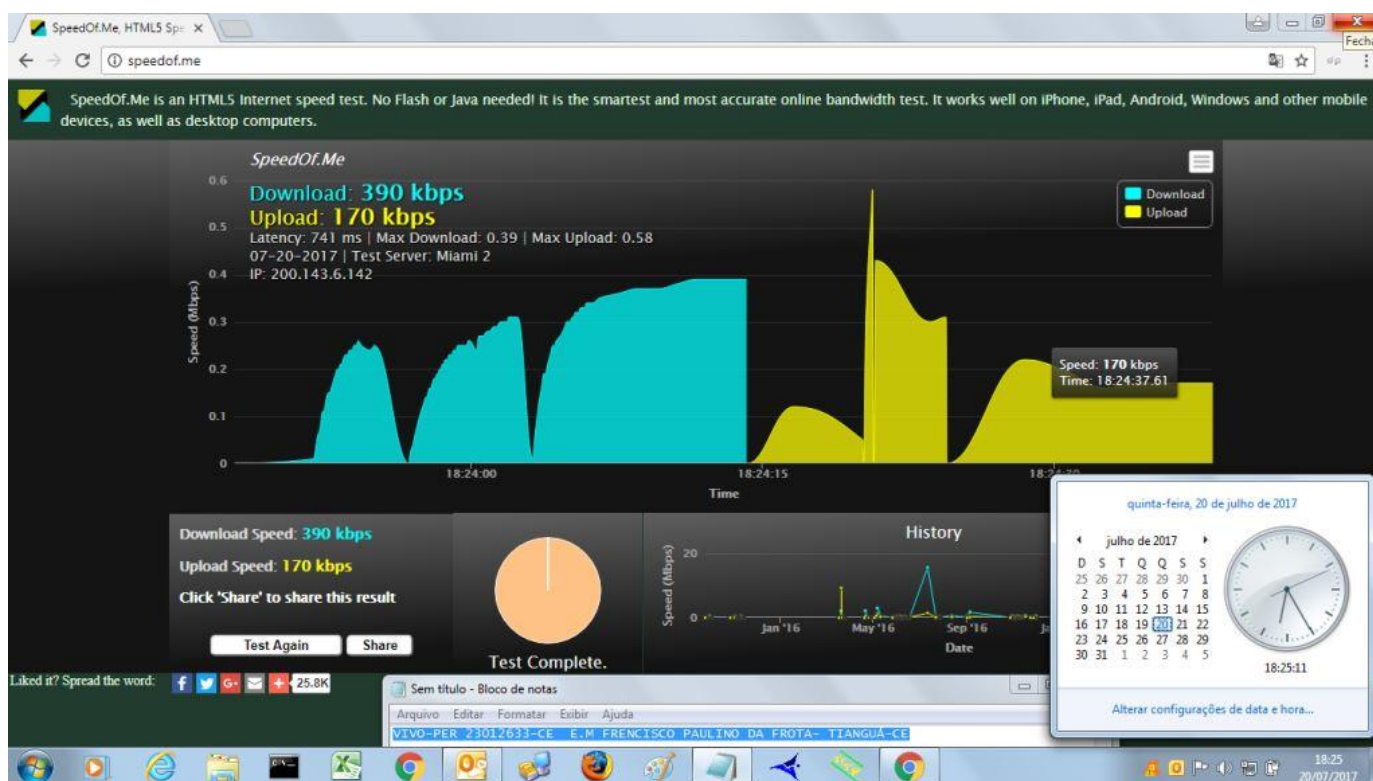 SpeedOf.Me, HTML5 Spe
Fecha
speedof.me
SpeedOf.Me is an HTML5 Internet speed test. No Flash or Java needed! It is the smartest and most accurate online bandwidth test. It works well on iPhone, iPad, Android, Windows and other mobile
devices, as well as desktop computers.
SpeedOf.Me
Download: 390 kbps
Upload: 170 kbps
Latency: 741 ms | Max Download: 0.39 | Max Upload: 0.58
07-20-2017 | Test Server: Miami 2
IP: 200.143.6.142
Download
Upload
0.6
0.5
0.4
0.3
0.2
0.1
0
Speed (Mbps)
Speed: 170 kbps
Time: 18:24:37.61
18:24:00
18:24:15
18:24:30
Time
Download Speed: 390 kbps
Upload Speed: 170 kbps
Click 'Share' to share this result
Test Again
Share
Test Complete.
History
Speed (Mbps)
20
0
Jan '16
May '16
Sep '16
Date
quinta-feira, 20 de julho de 2017
julho de 2017
D S T Q Q S S
25 26 27 28 29 30 1
2 3 4 5 6 7 8
9 10 11 12 13 14 15
16 17 18 19 20 21 22
23 24 25 26 27 28 29
30 31 1 2 3 4 5
18:25:11
Alterar configurações de data e hora...
Liked it? Spread the word:
25.8K
Sem título - Bloco de notas
Arquivo Editar Formatar Exibir Ajuda
VIVO-PER 23012633-CE E.M FRENCISCO PAULINO DA FROTA- TIANGUÁ-CE
18:25
20/07/2017